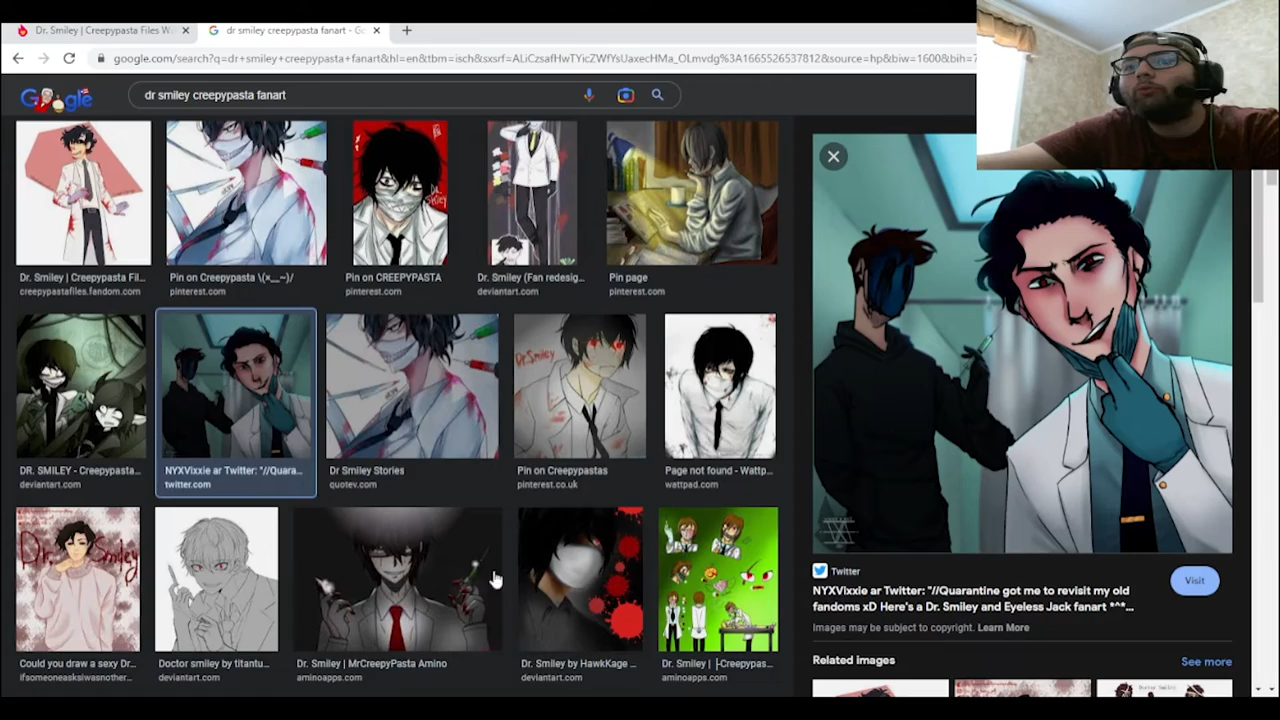 Dr. Smiley | Creepypasta Files W
dr smiley creepypasta fanart - Go
google.com/search?q=dr+smiley+creepypasta+fanart&hl=en&tbm=isch&sxsrf=ALiCzsafHwTYicZWfYsUaxecHMa_OLmvdg%3A1665526537812&source=hp&biw=1600&bih=7
Google
dr smiley creepypasta fanart
Dr. Smiley | Creepypasta Fil...
creepypastafiles.fandom.com
Pin on Creepypasta \(×__~)/
pinterest.com
Pin on CREEPYPASTA
pinterest.com
Dr. Smiley (Fan redesig...
deviantart.com
Pin page
pinterest.com
Dr.Smiley
DR. SMILEY - Creepypasta...
deviantart.com
NYXVixxie ar Twitter: "//Quara...
twitter.com
Dr Smiley Stories
quotev.com
Pin on Creepypastas
pinterest.co.uk
Page not found - Wattp...
wattpad.com
Dr. Smiley
Could you draw a sexy Dr...
ifsomeoneasksiwasnother...
Doctor smiley by titantu...
deviantart.com
Dr. Smiley | MrCreepyPasta Amino
aminoapps.com
Dr. Smiley by HawkKage ...
deviantart.com
Dr. Smiley | ├Creepypas...
aminoapps.com
Twitter
NYXVixxie ar Twitter: "//Quarantine got me to revisit my old
fandoms xD Here's a Dr. Smiley and Eyeless Jack fanart *^*...
Visit
Images may be subject to copyright. Learn More
Related images
See more